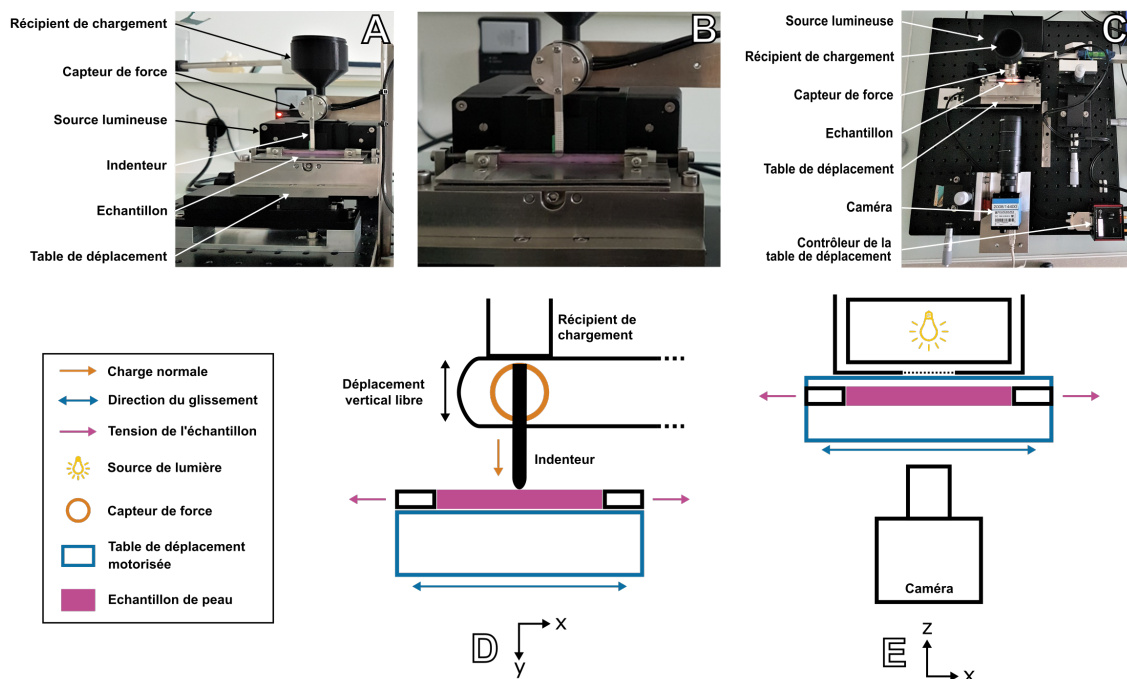 Récipient de chargement
Capteur de force
Source lumineuse
Indenteur
Echantillon
Table de déplacement
A
B
Source lumineuse
Récipient de chargement
Capteur de force
Echantillon
Table de déplacement
Caméra
Contrôleur de la
table de déplacement
C
Charge normale
Direction du glissement
Tension de l'échantillon
Source de lumière
Capteur de force
Table de déplacement
motorisée
Echantillon de peau
Récipient de
chargement
Déplacement
vertical libre
Indenteur
D
x
y
Caméra
E
z
x